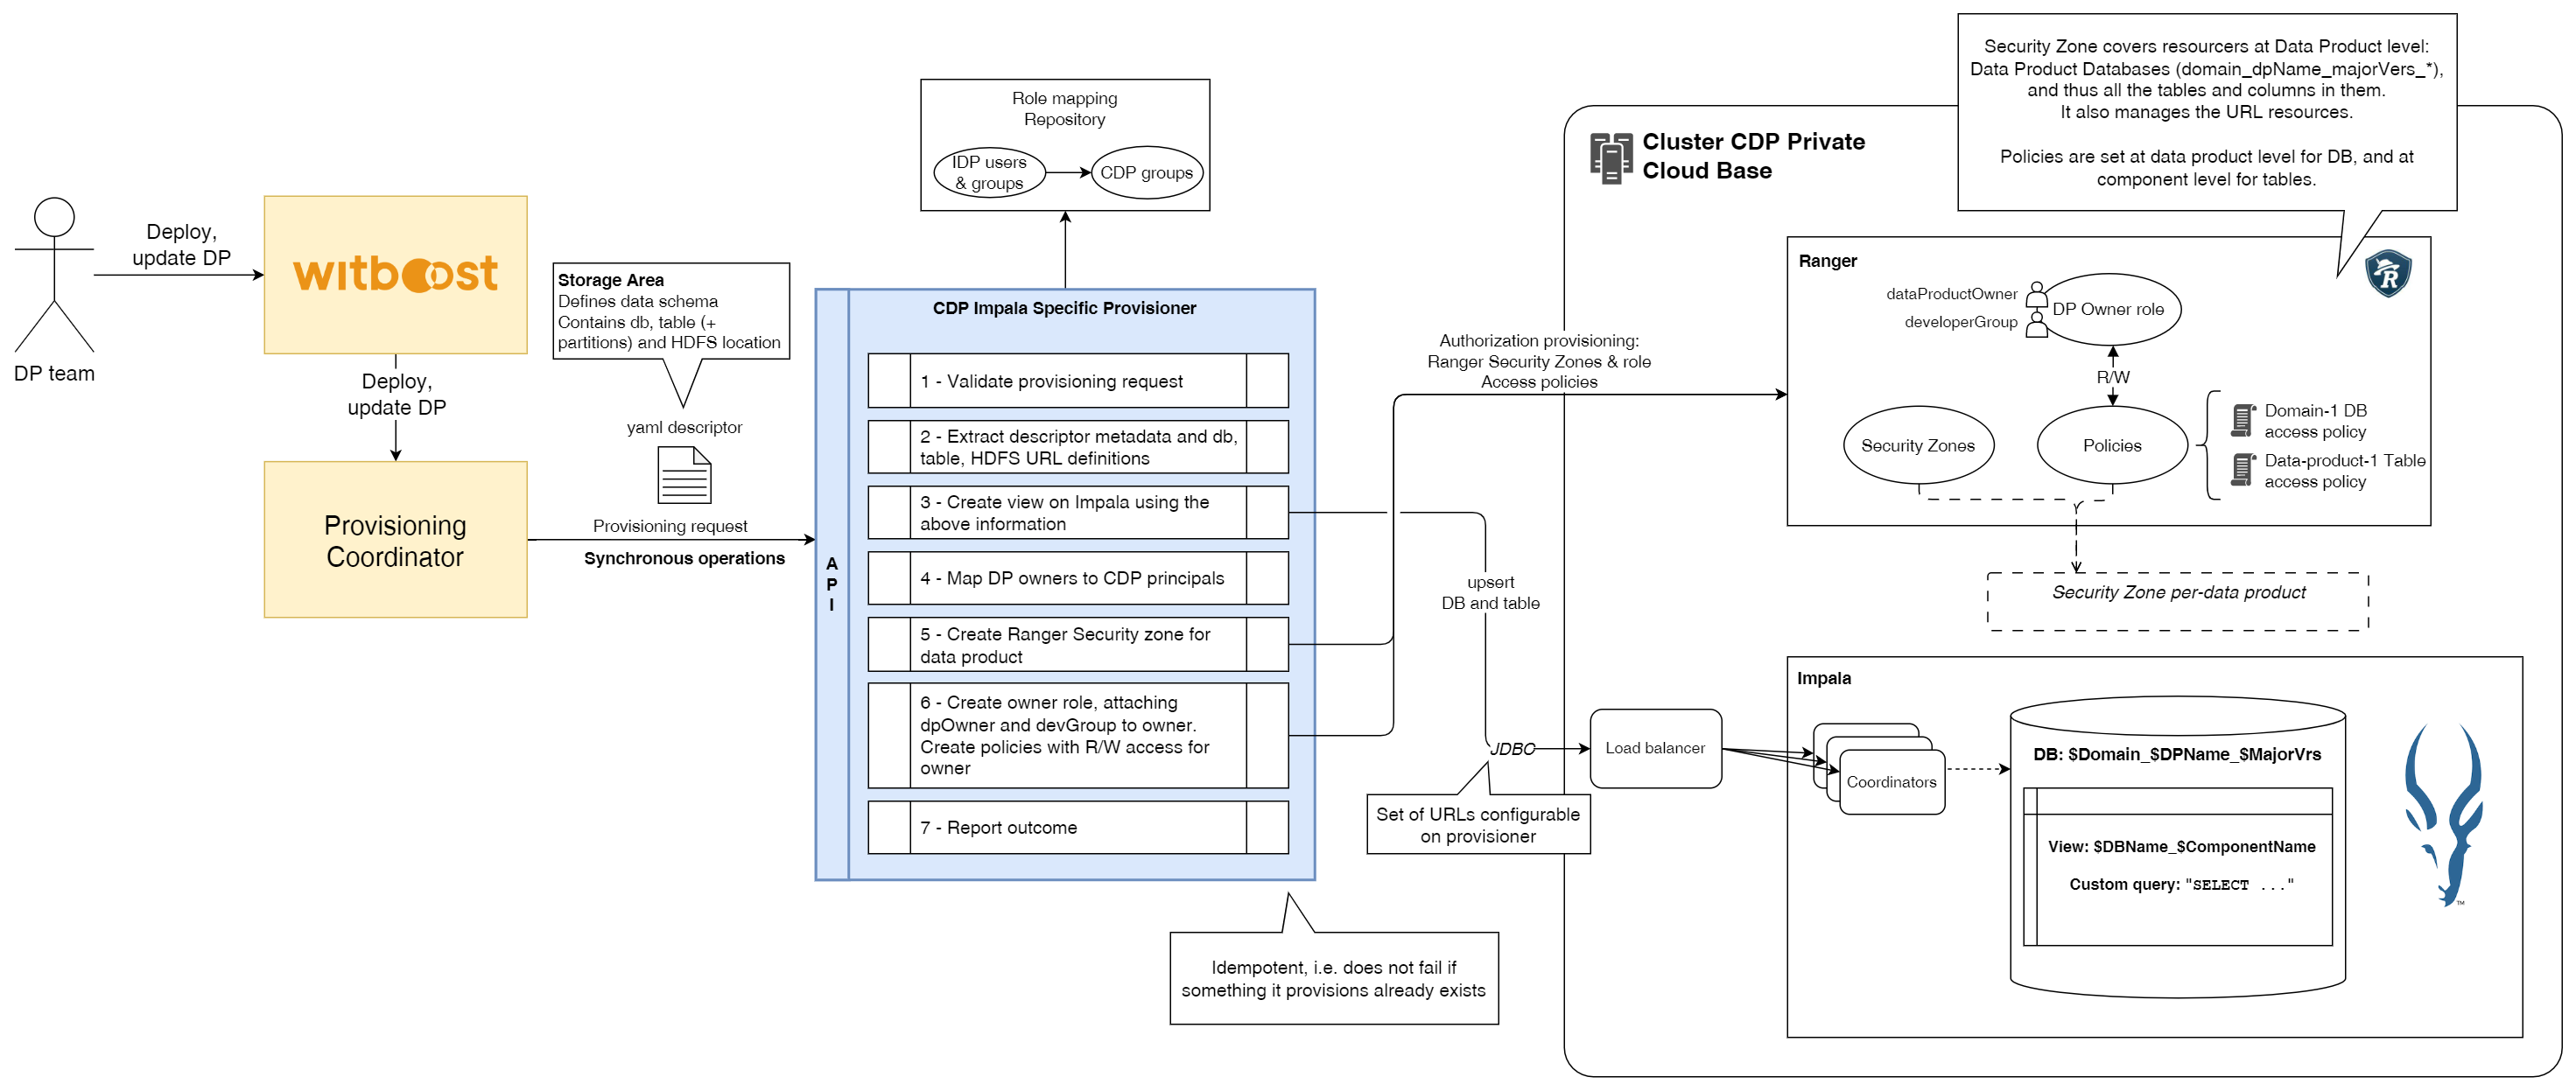 DP team
Deploy,
update DP
witboost
Deploy,
update DP
Provisioning
Coordinator
Storage Area
Defines data schema
Contains db, table (+
partitions) and HDFS location
yaml descriptor
Provisioning request
Synchronous operations
Role mapping
Repository
IDP users
& groups
CDP groups
A
P
I
CDP Impala Specific Provisioner
1 - Validate provisioning request
2 - Extract descriptor metadata and db,
table, HDFS URL definitions
3 - Create view on Impala using the
above information
4 - Map DP owners to CDP principals
5 - Create Ranger Security zone for
data product
6 - Create owner role, attaching
dpOwner and devGroup to owner.
Create policies with R/W access for
owner
7 - Report outcome
Idempotent, i.e. does not fail if
something it provisions already exists
Authorization provisioning:
Ranger Security Zones & role
Access policies
upsert
DB and table
JDBC
Set of URLs configurable
on provisioner
Cluster CDP Private
Cloud Base
Security Zone covers resourcers at Data Product level:
Data Product Databases (domain_dpName_majorVers_*),
and thus all the tables and columns in them.
It also manages the URL resources.
Policies are set at data product level for DB, and at
component level for tables.
Ranger
R
dataProductOwner
developerGroup
DP Owner role
R/W
Security Zones
Policies
Domain-1 DB
access policy
Data-product-1 Table
access policy
Security Zone per-data product
Impala
Load balancer
Coordinators
DB: $Domain_$DPName_$MajorVrs
View: $DBName_$ComponentName
Custom query: "SELECT ..."
TM